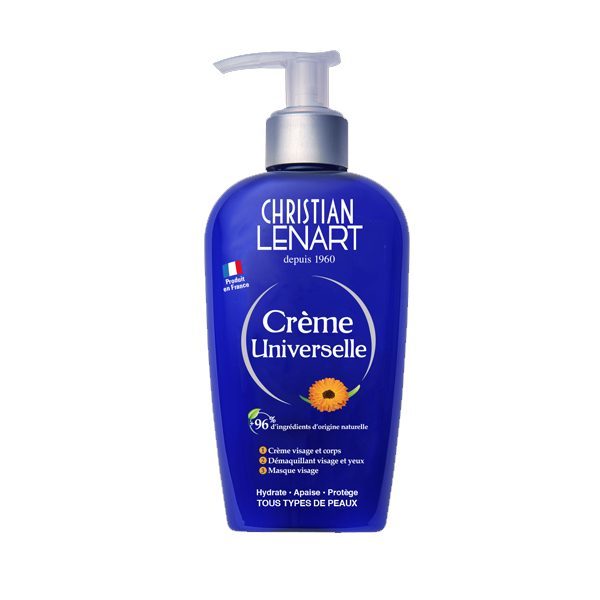 CHRISTIAN
LENART
depuis 1960
Produit
en France
Crème
Universelle
+96% d'ingrédients d'origine naturelle
1 Crème visage et corps
2 Démaquillant visage et yeux
3 Masque visage
Hydrate • Apaise • Protège
TOUS TYPES DE PEAUX